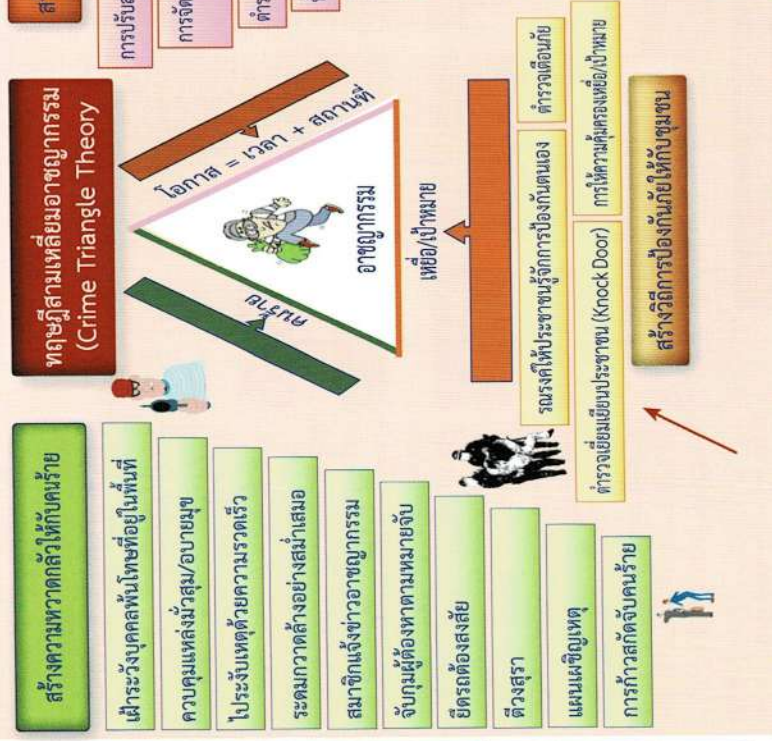 สร้างความหวาดกลัวให้กับคนร้าย
เฝ้าระวังบุคคลพ้นโทษที่อยู่ในพื้นที่
ควบคุมแหล่งมั่วสุม/อบายมุข
ไประงับเหตุด้วยความรวดเร็ว
ระดมกวาดล้างอย่างสม่ำเสมอ
สมาชิกแจ้งข่าวอาชญากรรม
จับกุมผู้ต้องหาตามหมายจับ
ยึดรถต้องสงสัย
ตีวงสุรา
แผนเผชิญเหตุ
การก้าวสกัดจับคนร้าย
ทฤษฎีสามเหลี่ยมอาชญากรรม
(Crime Triangle Theory)
คนร้าย
โอกาส = เวลา + สถานที่
อาชญากรรม
เหยื่อ/เป้าหมาย
รณรงค์ให้ประชาชนรู้จักการป้องกันตนเอง
ตำรวจเตือนภัย
ตำรวจเยี่ยมเยียนประชาชน (Knock Door)
การให้ความคุ้มครองเหยื่อ/เป้าหมาย
สร้างวิถีการป้องกันภัยให้กับชุมชน
การจัด